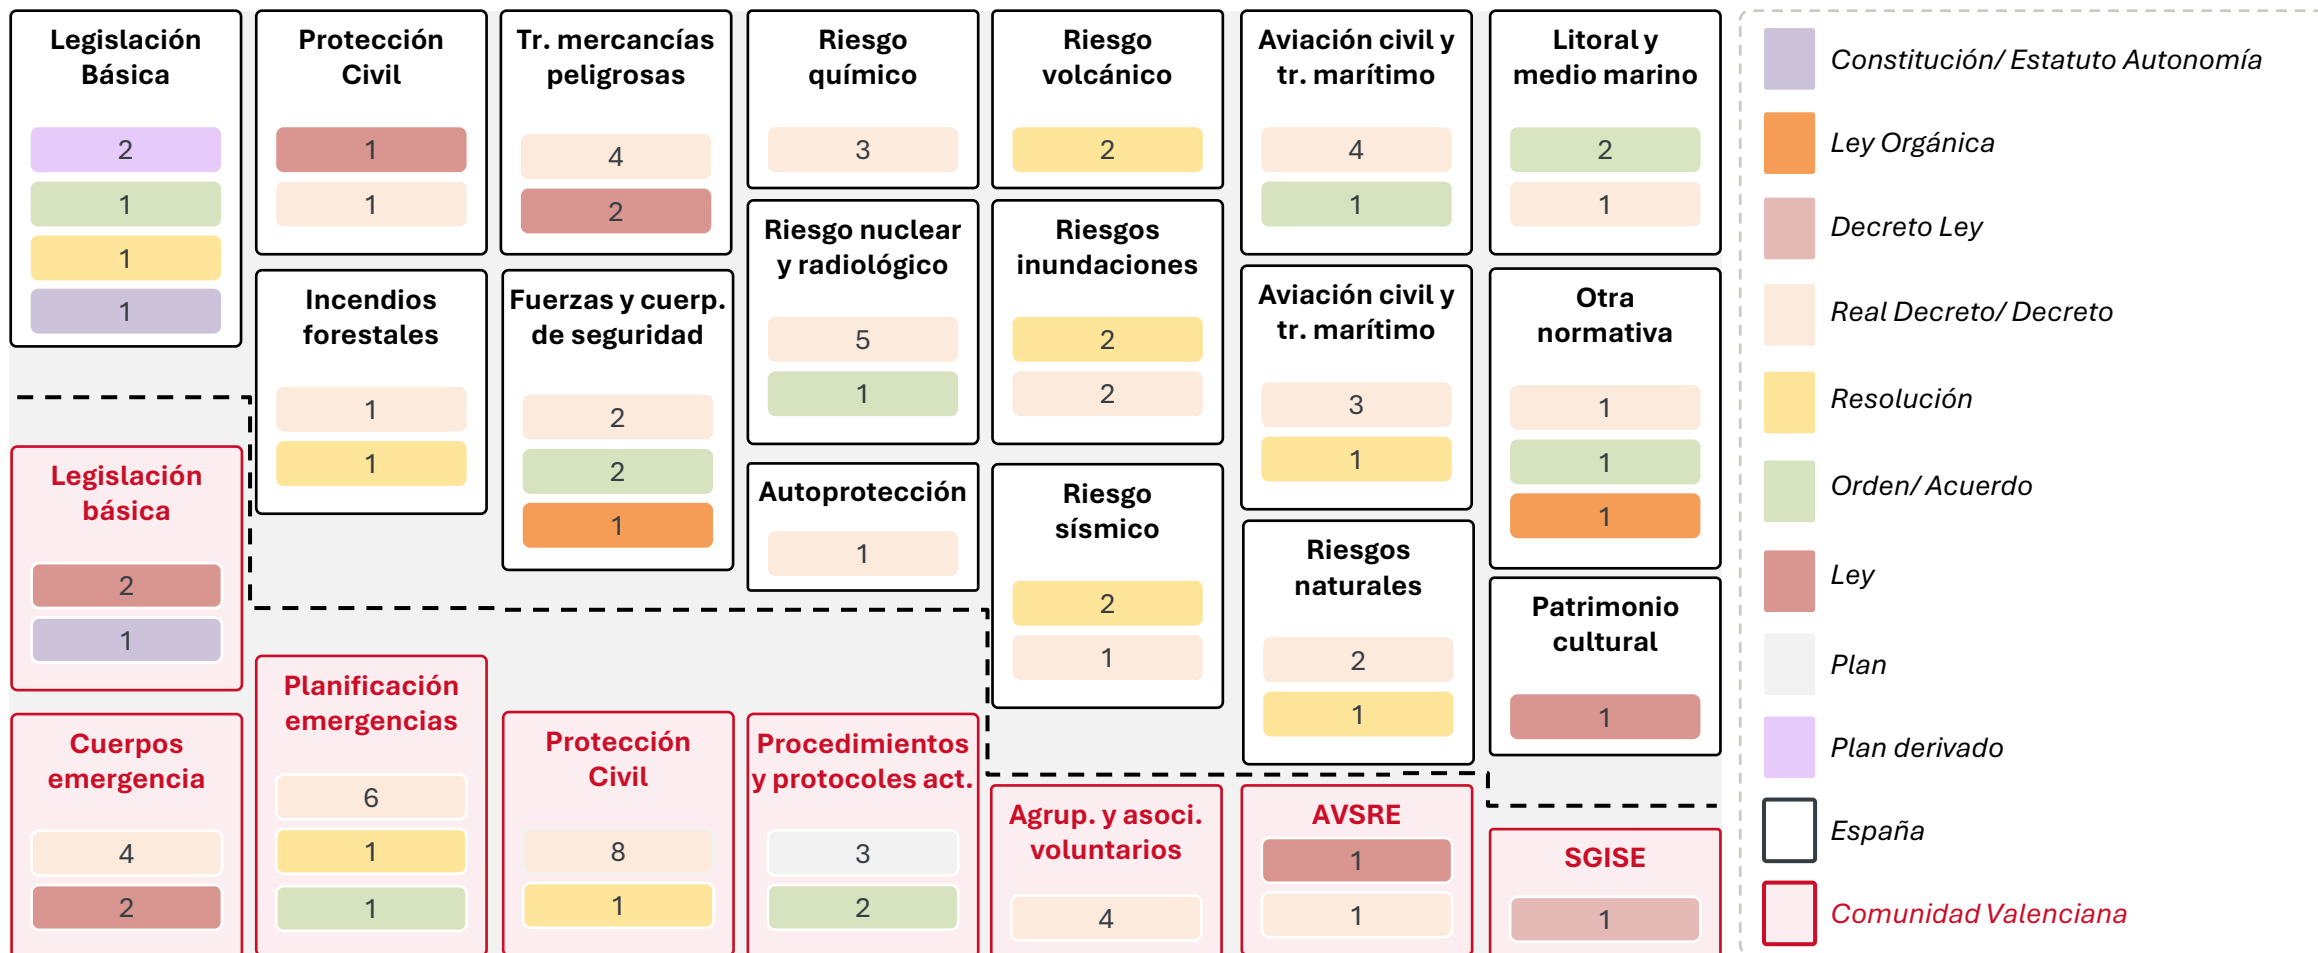 Legislación
Básica
2
1
1
1
Protección
Civil
1
1
Tr. mercancías
peligrosas
4
2
Riesgo
químico
3
Riesgo
volcánico
2
Aviación civil y
tr. marítimo
4
1
Litoral y
medio marino
2
1
Incendios
forestales
1
1
Fuerzas y cuerp.
de seguridad
2
2
1
Riesgo nuclear
y radiológico
5
1
Riesgos
inundaciones
2
2
Aviación civil y
tr. marítimo
3
1
Otra
normativa
1
1
1
Autoprotección
1
Riesgo
sísmico
2
1
Riesgos
naturales
2
1
Patrimonio
cultural
1
Legislación
básica
2
1
Cuerpos
emergencia
4
2
Planificación
emergencias
6
1
1
Protección
Civil
8
1
Procedimientos
y protocoles act.
3
2
Agrup. y asoci.
voluntarios
4
AVSRE
1
1
SGISE
1
Constitución/ Estatuto Autonomía
Ley Orgánica
Decreto Ley
Real Decreto/ Decreto
Resolución
Orden/ Acuerdo
Ley
Plan
Plan derivado
España
Comunidad Valenciana